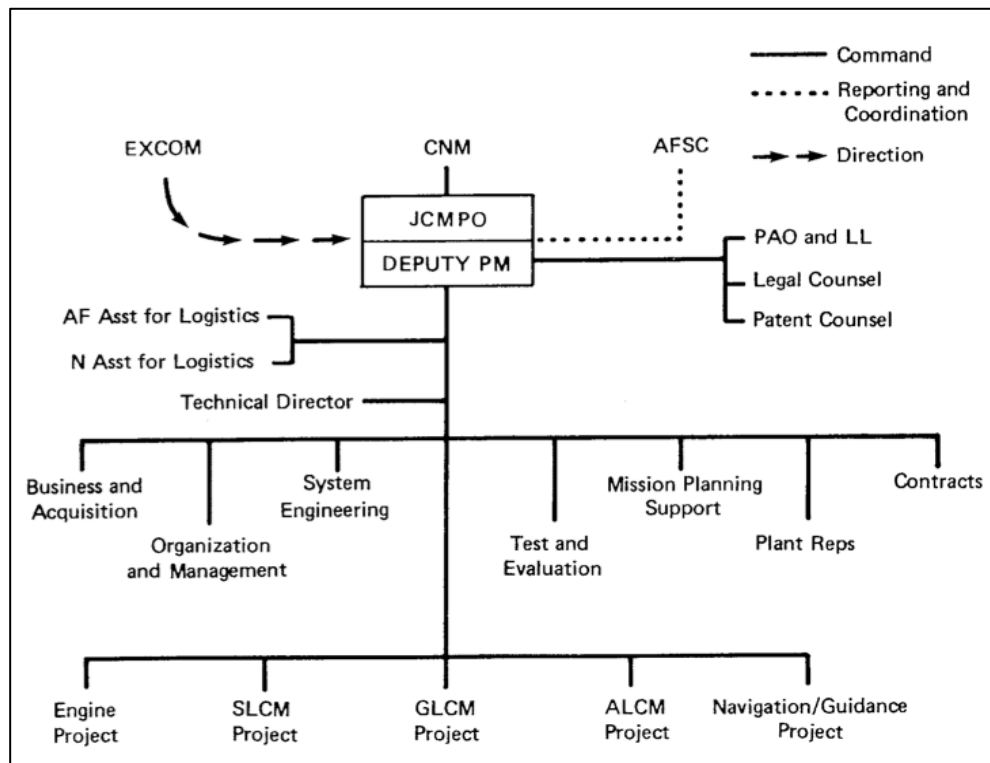 Command
Reporting and
Coordination
Direction
EXCOM
CNM
AFSC
JCMPO
DEPUTY PM
PAO and LL
Legal Counsel
Patent Counsel
AF Asst for Logistics
N Asst for Logistics
Technical Director
Business and
Acquisition
Organization
and Management
System
Engineering
Test and
Evaluation
Mission Planning
Support
Plant Reps
Contracts
Engine
Project
SLCM
Project
GLCM
Project
ALCM
Project
Navigation/Guidance
Project